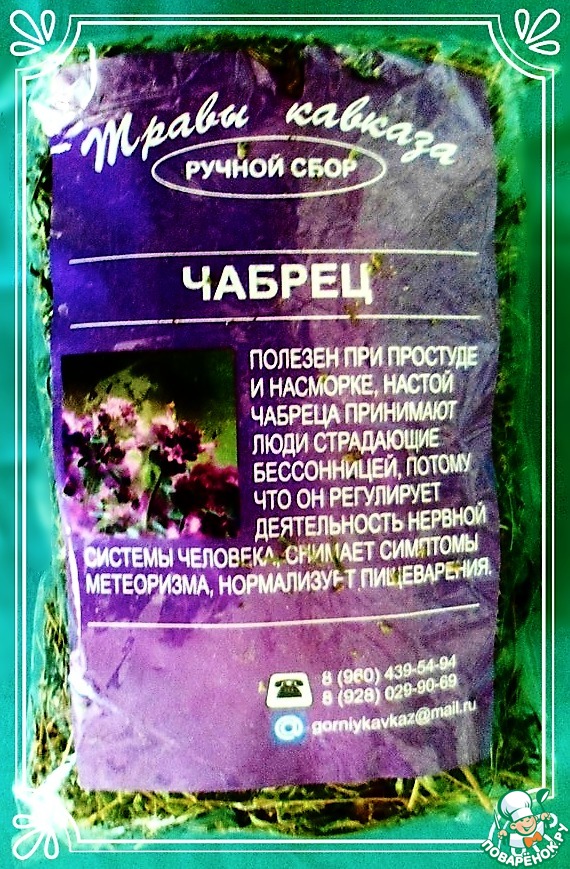 Травы кавказа
РУЧНОЙ СБОР
ЧАБРЕЦ
ПОЛЕЗЕН ПРИ ПРОСТУДЕ
И НАСМОРКЕ, НАСТОЙ
ЧАБРЕЦА ПРИНИМАЮТ
ЛЮДИ СТРАДАЮЩИЕ
БЕССОННИЦЕЙ, ПОТОМУ
ЧТО ОН РЕГУЛИРУЕТ
ДЕЯТЕЛЬНОСТЬ НЕРВНОЙ
СИСТЕМЫ ЧЕЛОВЕКА, СНИМАЕТ СИМПТОМЫ
МЕТЕОРИЗМА, НОРМАЛИЗУЕТ ПИЩЕВАРЕНИЯ.
8 (960) 439-54-94
8 (928) 029-90-69
gorniykavkaz@mail.ru
ПОВАРЁНОК.РУ